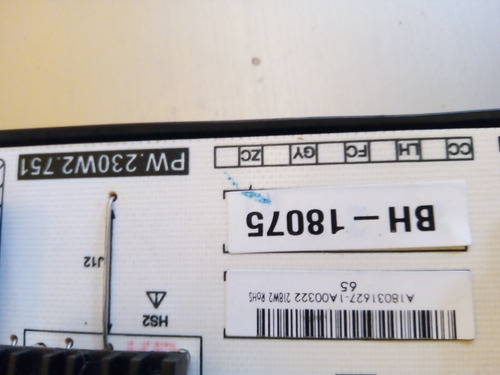 PW.230W2.751
CC LH FC GY ZC
BH-18075
A18031627-1A00322 218W2 RoHS
65
J12
HS2